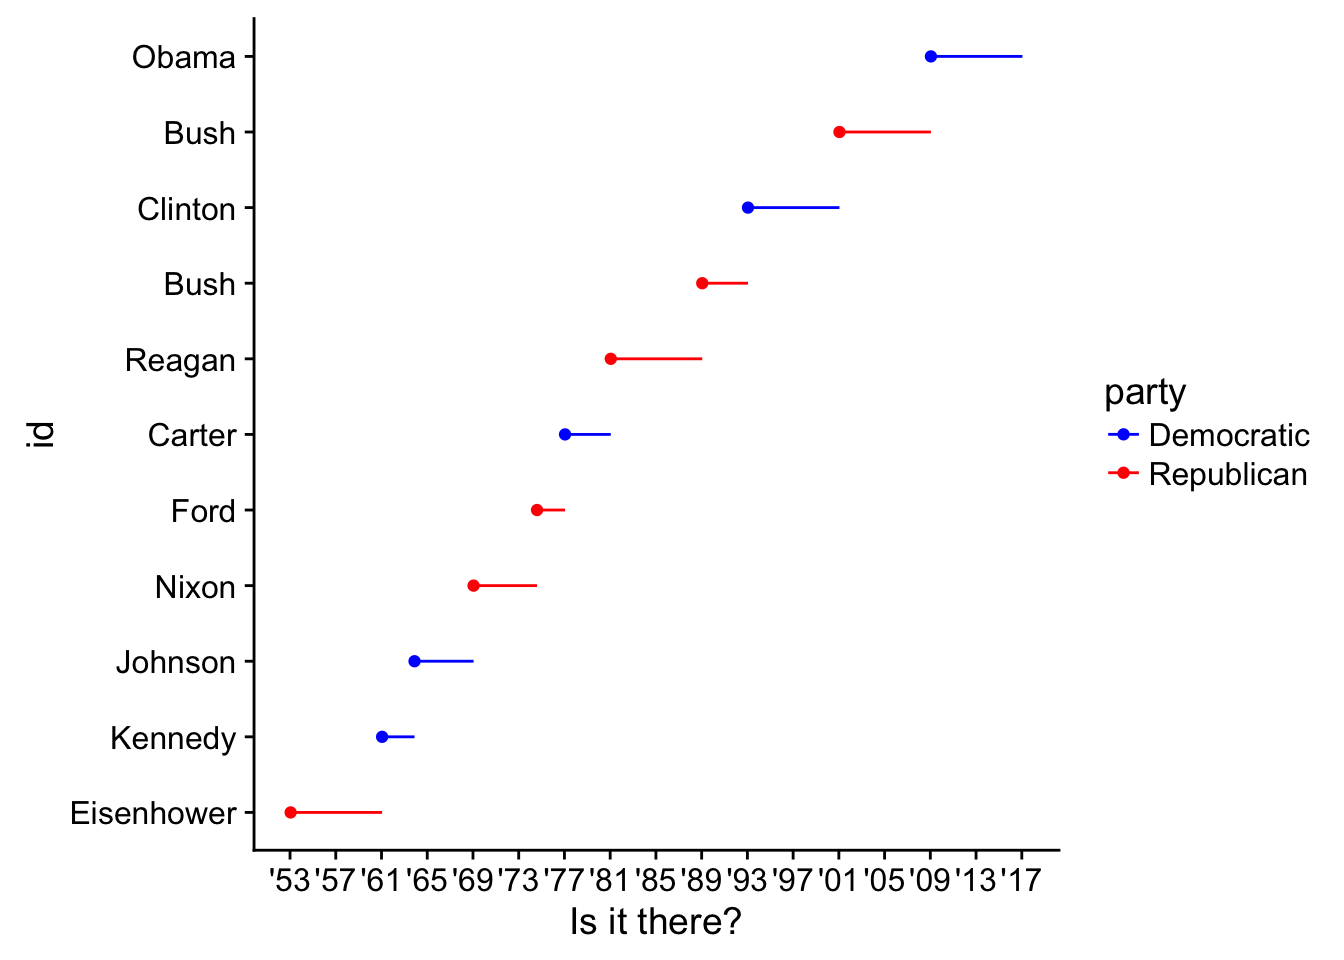 Obama
Bush
Clinton
Bush
Reagan
Carter
Ford
Nixon
Johnson
Kennedy
Eisenhower
id
'53 '57 '61 '65 '69 '73 '77 '81 '85 '89 '93 '97 '01 '05 '09 '13 '17
Is it there?
party
Democratic
Republican